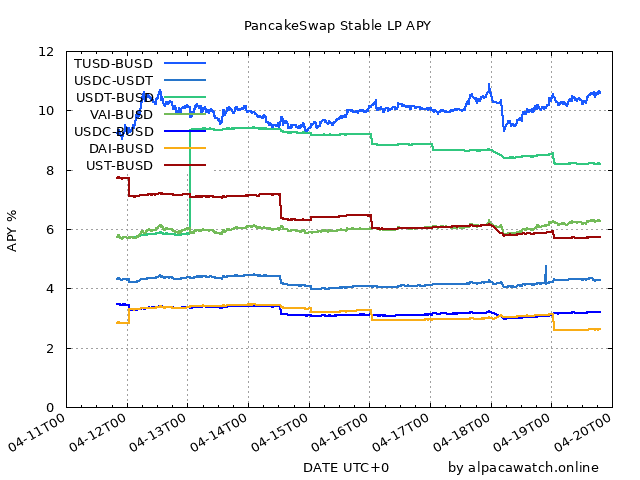 PancakeSwap Stable LP APY
12
10
8
6
4
2
0
APY %
TUSD-BUSD
USDC-USDT
USDT-BUSD
VAI-BUSD
USDC-BUSD
DAI-BUSD
UST-BUSD
04-11T00
04-12T00
04-13T00
04-14T00
04-15T00
04-16T00
04-17T00
04-18T00
04-19T00
04-20T00
DATE UTC+0
by alpacawatch.online